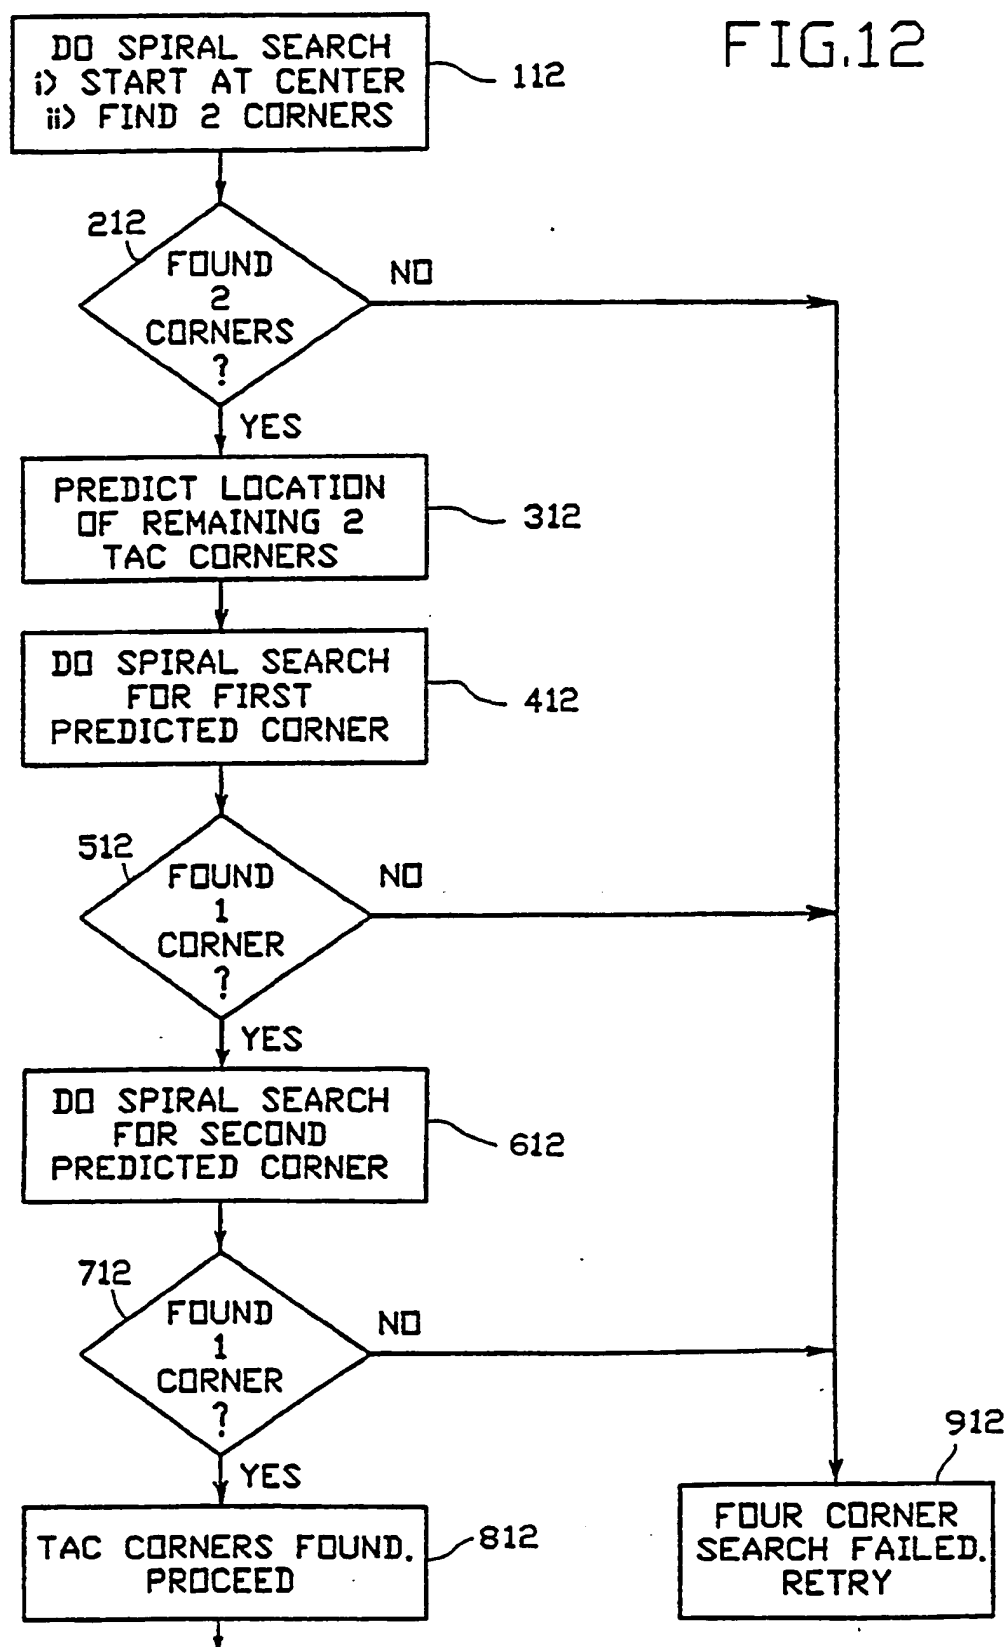 FIG.12
DO SPIRAL SEARCH
i) START AT CENTER
ii) FIND 2 CORNERS
112
212
FOUND
2
CORNERS
?
NO
YES
PREDICT LOCATION
OF REMAINING 2
TAC CORNERS
312
DO SPIRAL SEARCH
FOR FIRST
PREDICTED CORNER
412
512
FOUND
1
CORNER
?
NO
YES
DO SPIRAL SEARCH
FOR SECOND
PREDICTED CORNER
612
712
FOUND
1
CORNER
?
NO
YES
TAC CORNERS FOUND.
PROCEED
812
912
FOUR CORNER
SEARCH FAILED.
RETRY